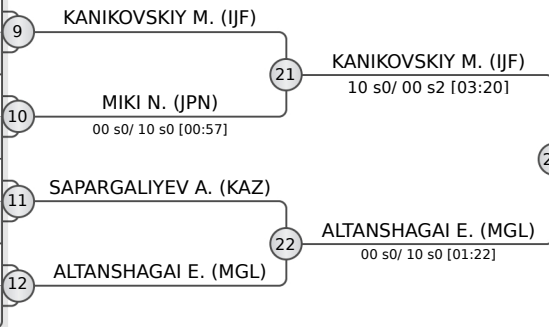 KANIKOVSKIY M. (IJF)
9
21
KANIKOVSKIY M. (IJF)
10 s0/ 00 s2 [03:20]
MIKI N. (JPN)
10
00 s0/ 10 s0 [00:57]
SAPARGALIYEV A. (KAZ)
11
22
ALTANSHAGAI E. (MGL)
00 s0/ 10 s0 [01:22]
ALTANSHAGAI E. (MGL)
12